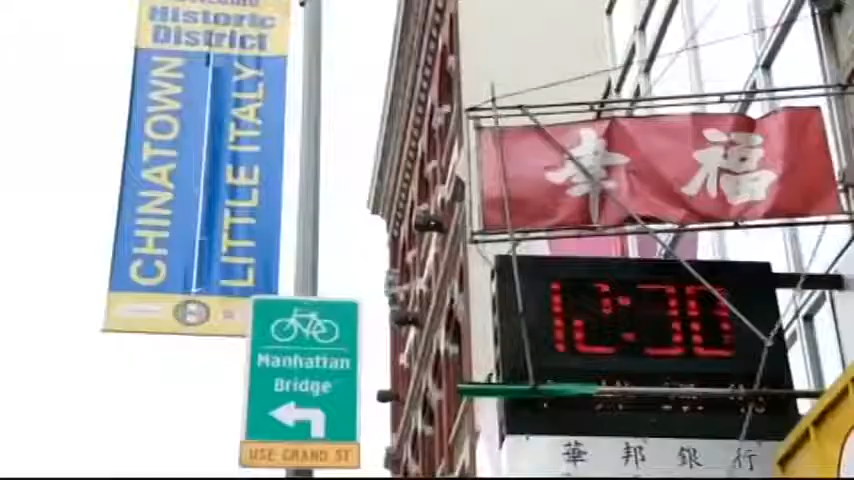 Historic
District
CHINATOWN
LITTLE ITALY
Manhattan
Bridge
USE GRAND ST
幸福
12:30
華邦銀行